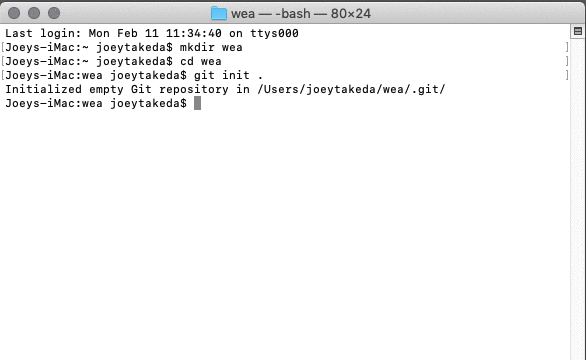 wea — -bash — 80×24
Last login: Mon Feb 11 11:34:40 on ttys000
[Joeys-iMac:~ joeytakeda$ mkdir wea ]
[Joeys-iMac:~ joeytakeda$ cd wea ]
[Joeys-iMac:wea joeytakeda$ git init . ]
Initialized empty Git repository in /Users/joeytakeda/wea/.git/
Joeys-iMac:wea joeytakeda$